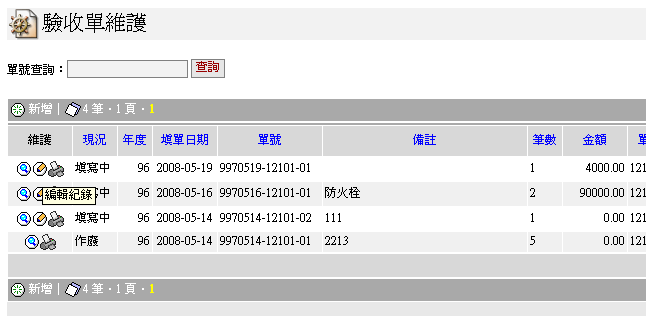 驗收單維護
單號查詢： 查詢
新增 | 4 筆・1 頁・1
維護 現況 年度 填單日期 單號 備註 筆數 金額
填寫中 96 2008-05-19 9970519-12101-01 1 4000.00 121
中 96 2008-05-16 9970516-12101-01 防火栓 2 90000.00 121
編輯紀錄
填寫中 96 2008-05-14 9970514-12101-02 111 1 0.00 121
作廢 96 2008-05-14 9970514-12101-01 2213 5 0.00 121
新增 | 4 筆・1 頁・1